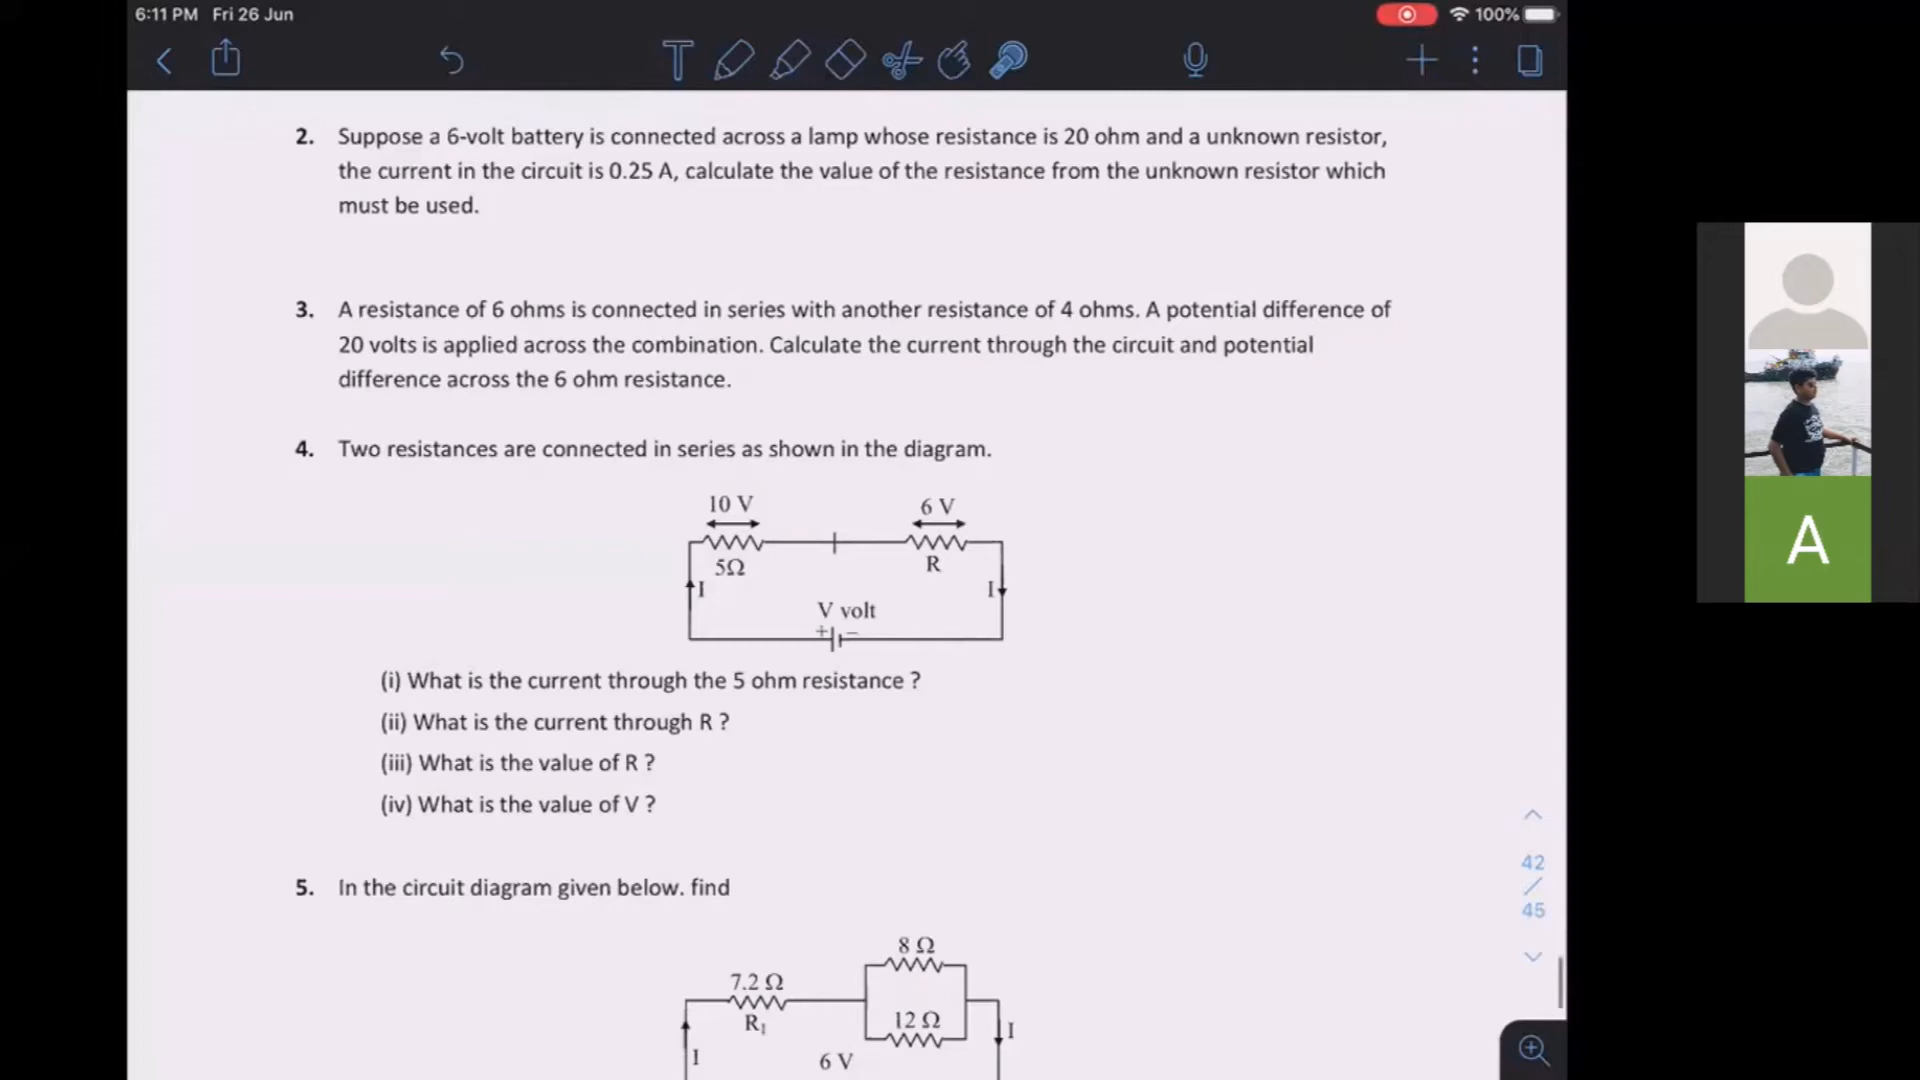 6:11 PM Fri 26 Jun
100%
2. Suppose a 6-volt battery is connected across a lamp whose resistance is 20 ohm and a unknown resistor,
the current in the circuit is 0.25 A, calculate the value of the resistance from the unknown resistor which
must be used.
3. A resistance of 6 ohms is connected in series with another resistance of 4 ohms. A potential difference of
20 volts is applied across the combination. Calculate the current through the circuit and potential
difference across the 6 ohm resistance.
4. Two resistances are connected in series as shown in the diagram.
10 V 6 V
5Ω R
I I
V volt
+ −
(i) What is the current through the 5 ohm resistance ?
(ii) What is the current through R ?
(iii) What is the value of R ?
(iv) What is the value of V ?
5. In the circuit diagram given below. find
8 Ω
7.2 Ω
R₁ 12 Ω
I 6 V I
42
/
45
A